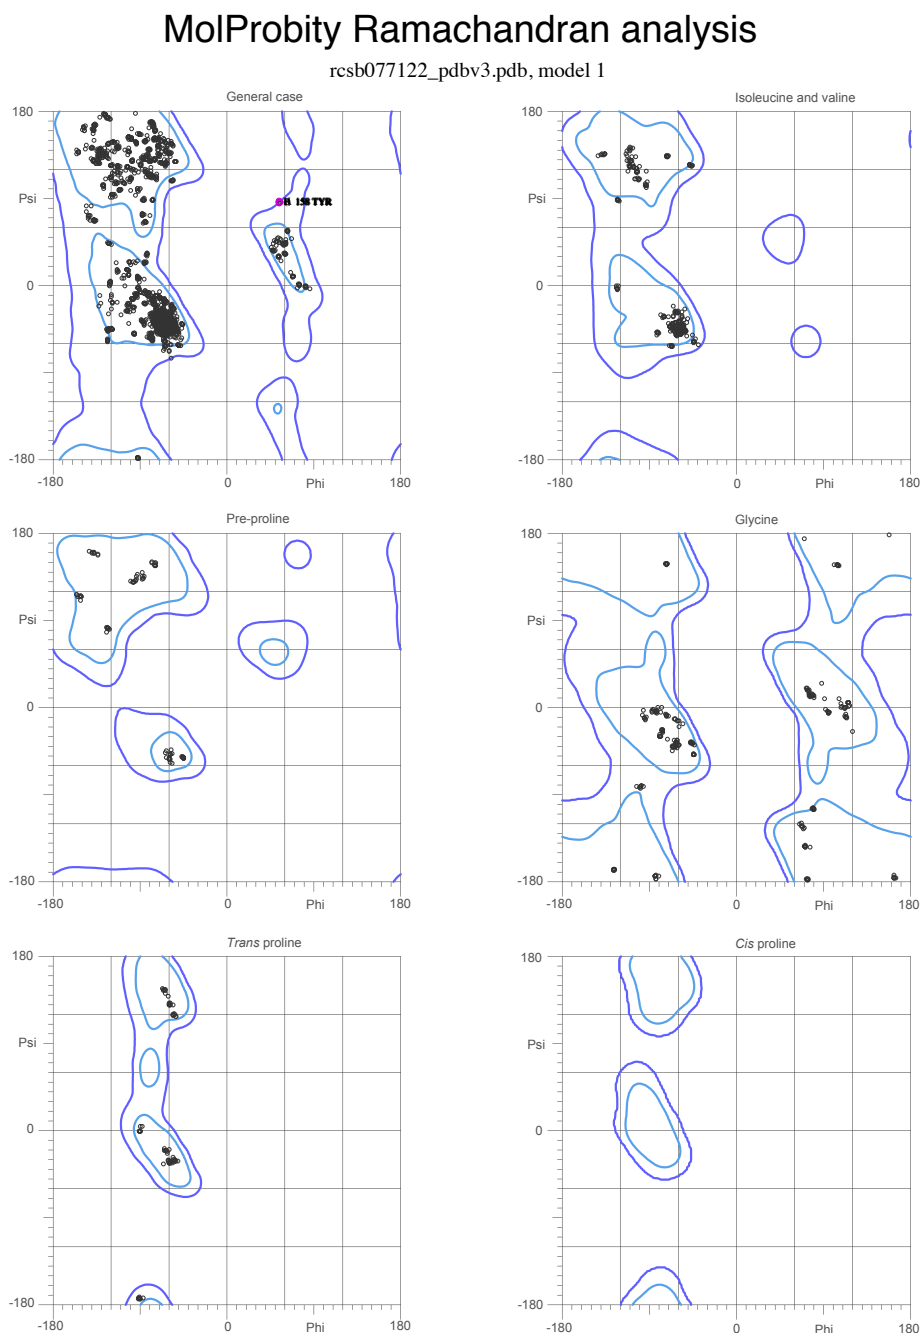 MolProbity Ramachandran analysis
rcsb077122_pdbv3.pdb, model 1
General case
180
Psi
0
-180
-180
0
Phi
180
H 158 TYR
Isoleucine and valine
180
Psi
0
-180
-180
0
Phi
180
Pre-proline
180
Psi
0
-180
-180
0
Phi
180
Glycine
180
Psi
0
-180
-180
0
Phi
180
Trans proline
180
Psi
0
-180
-180
0
Phi
180
Cis proline
180
Psi
0
-180
-180
0
Phi
180